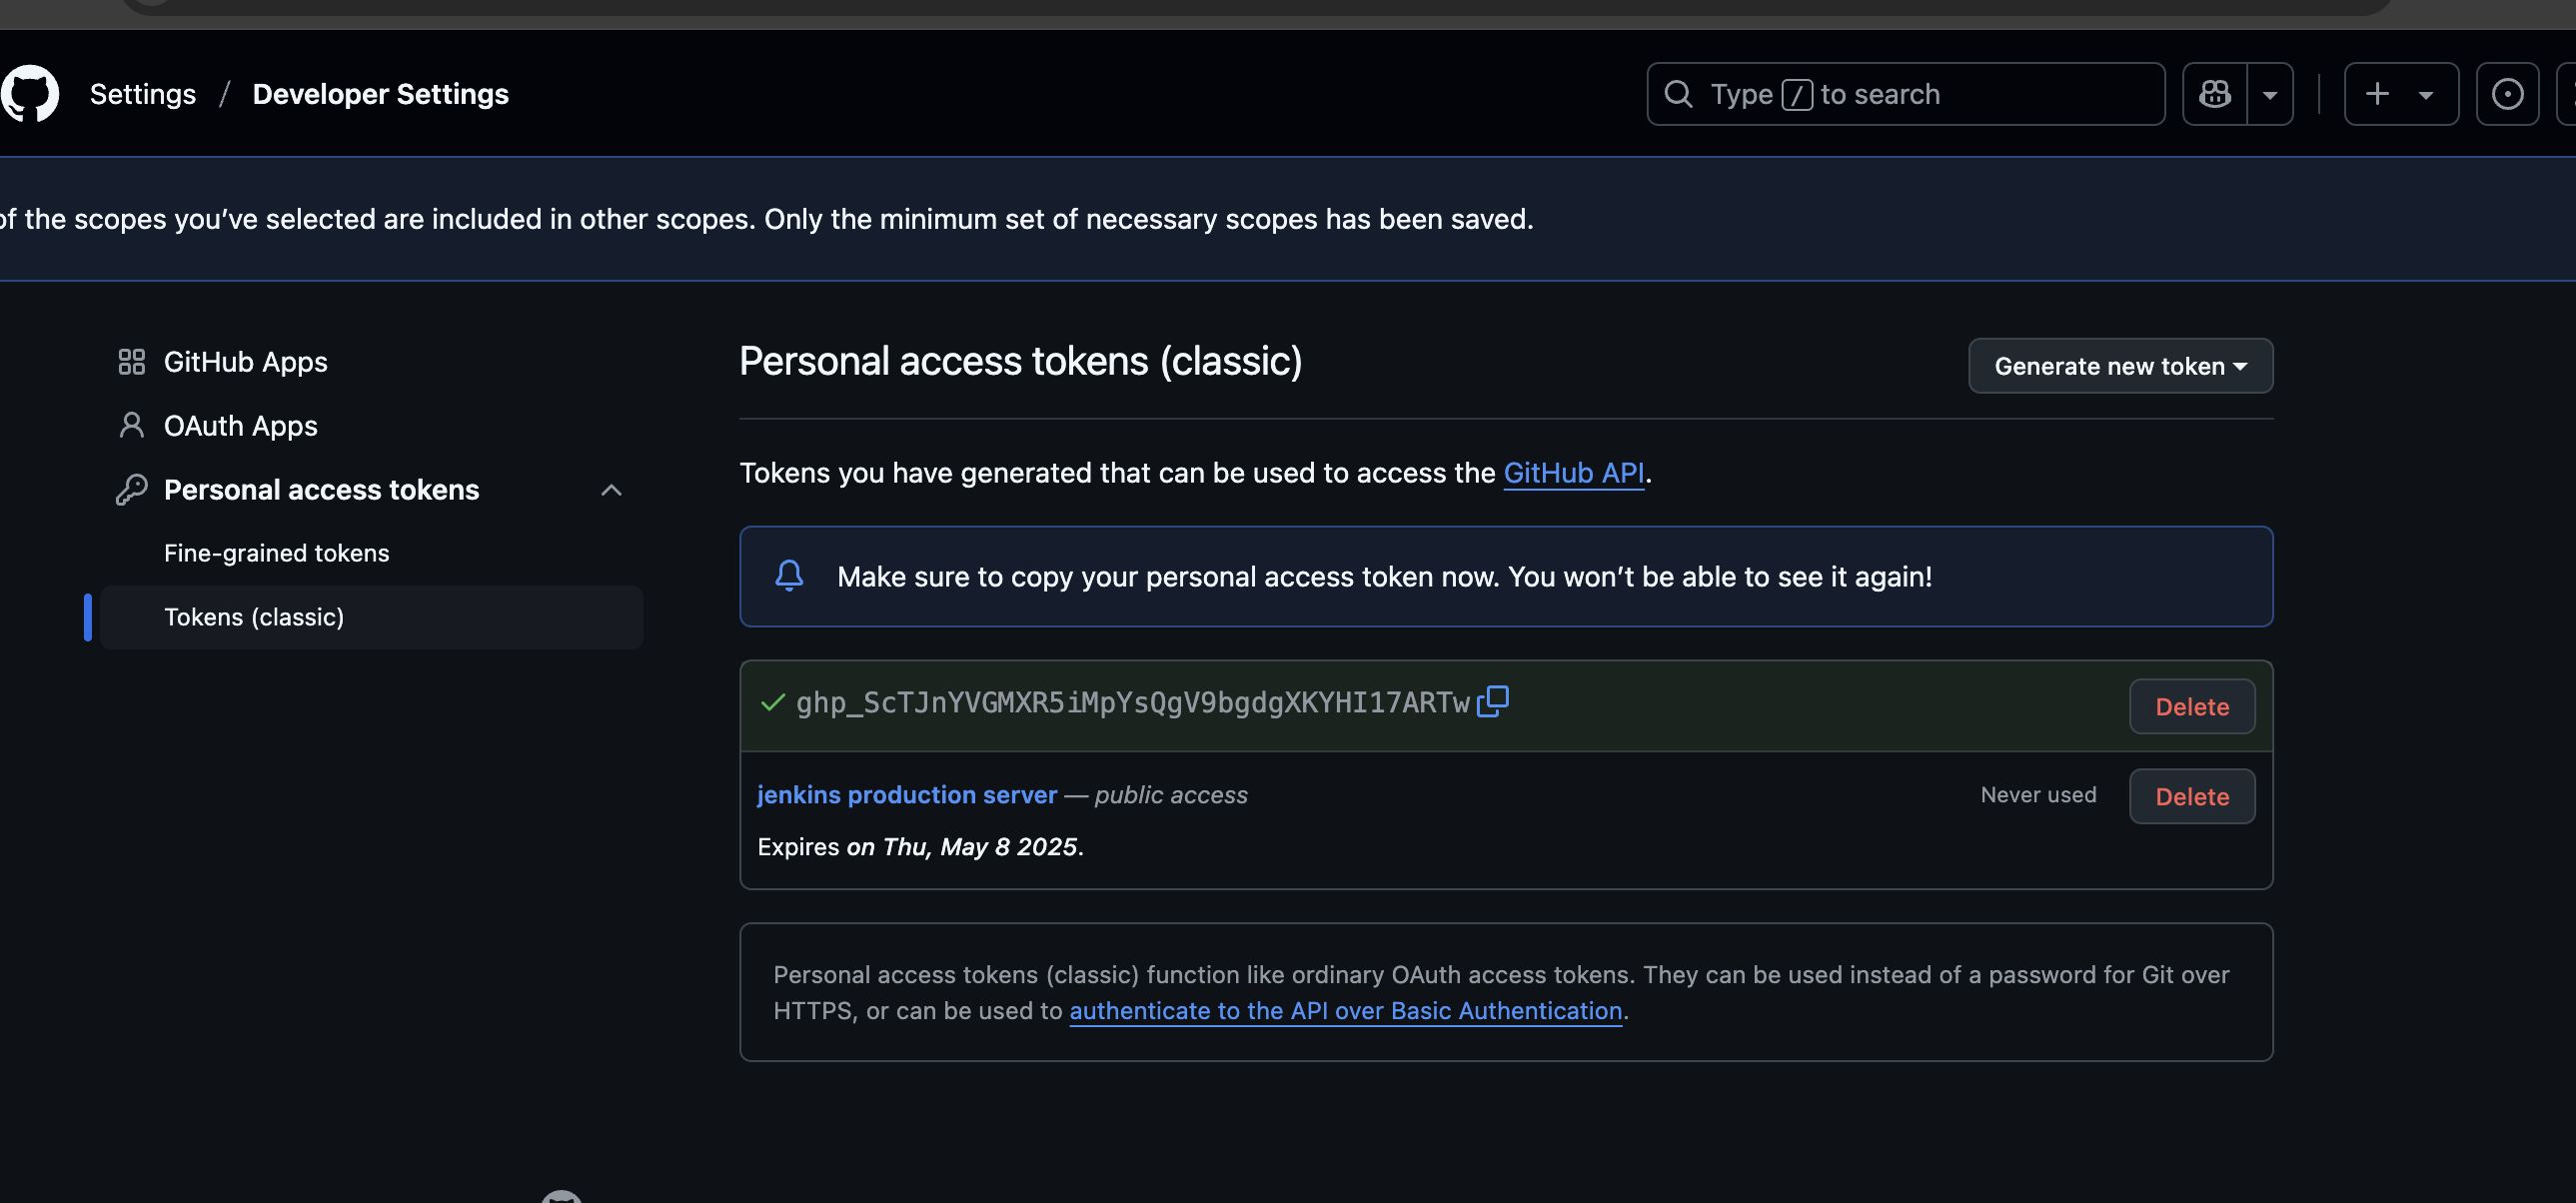 Settings / Developer Settings
Type / to search
of the scopes you've selected are included in other scopes. Only the minimum set of necessary scopes has been saved.
GitHub Apps
OAuth Apps
Personal access tokens
Fine-grained tokens
Tokens (classic)
Personal access tokens (classic)
Generate new token
Tokens you have generated that can be used to access the GitHub API.
Make sure to copy your personal access token now. You won't be able to see it again!
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
Delete
jenkins production server — public access
Never used
Delete
Expires on Thu, May 8 2025.
Personal access tokens (classic) function like ordinary OAuth access tokens. They can be used instead of a password for Git over
HTTPS, or can be used to authenticate to the API over Basic Authentication.